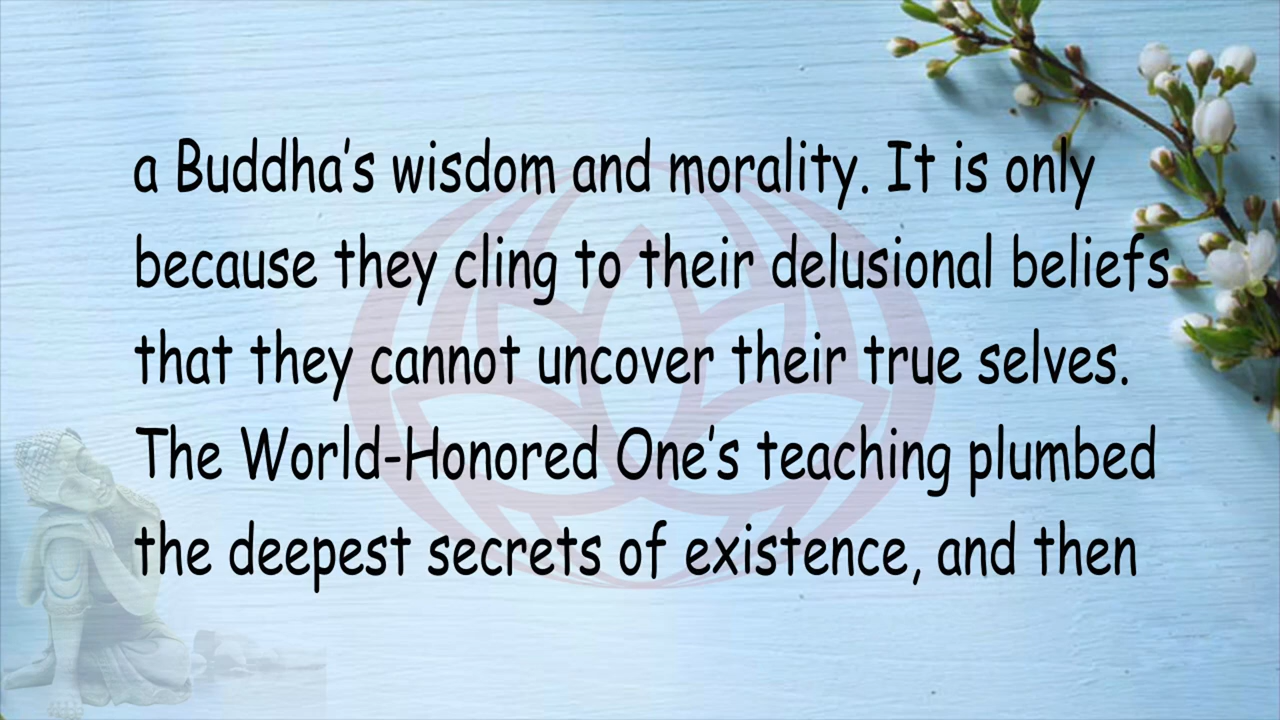 a Buddha's wisdom and morality. It is only
because they cling to their delusional beliefs
that they cannot uncover their true selves.
The World-Honored One's teaching plumbed
the deepest secrets of existence, and then